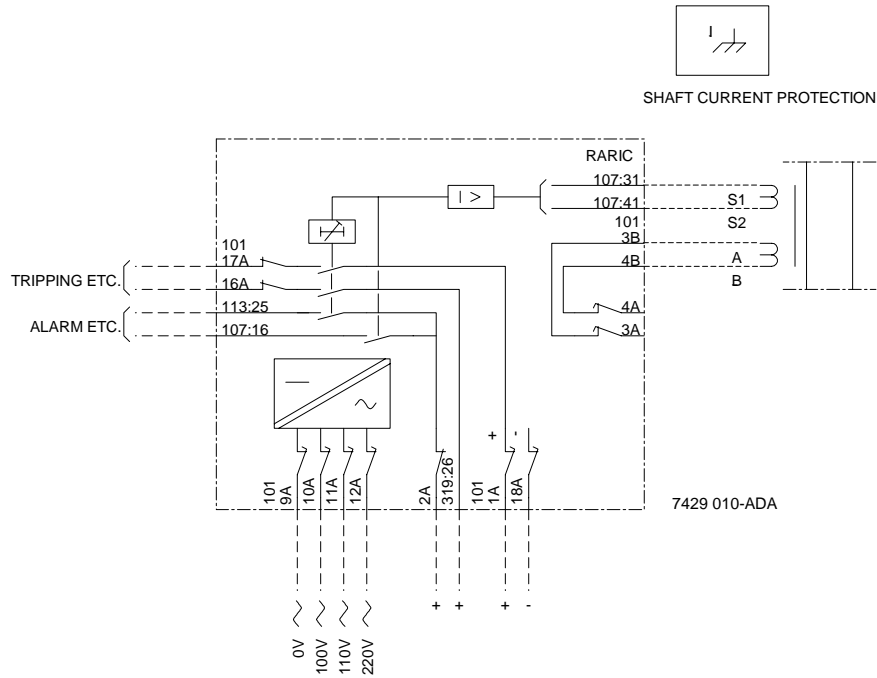 I
SHAFT CURRENT PROTECTION
RARIC
107:31
107:41
S1
101
S2
3B
A
4B
B
I >
101
17A
TRIPPING ETC.
16A
113:25
4A
ALARM ETC.
107:16
3A
+ -
101
9A
10A
11A
12A
2A
319:26
101
1A
18A
7429 010-ADA
+ + + -
0V
100V
110V
220V